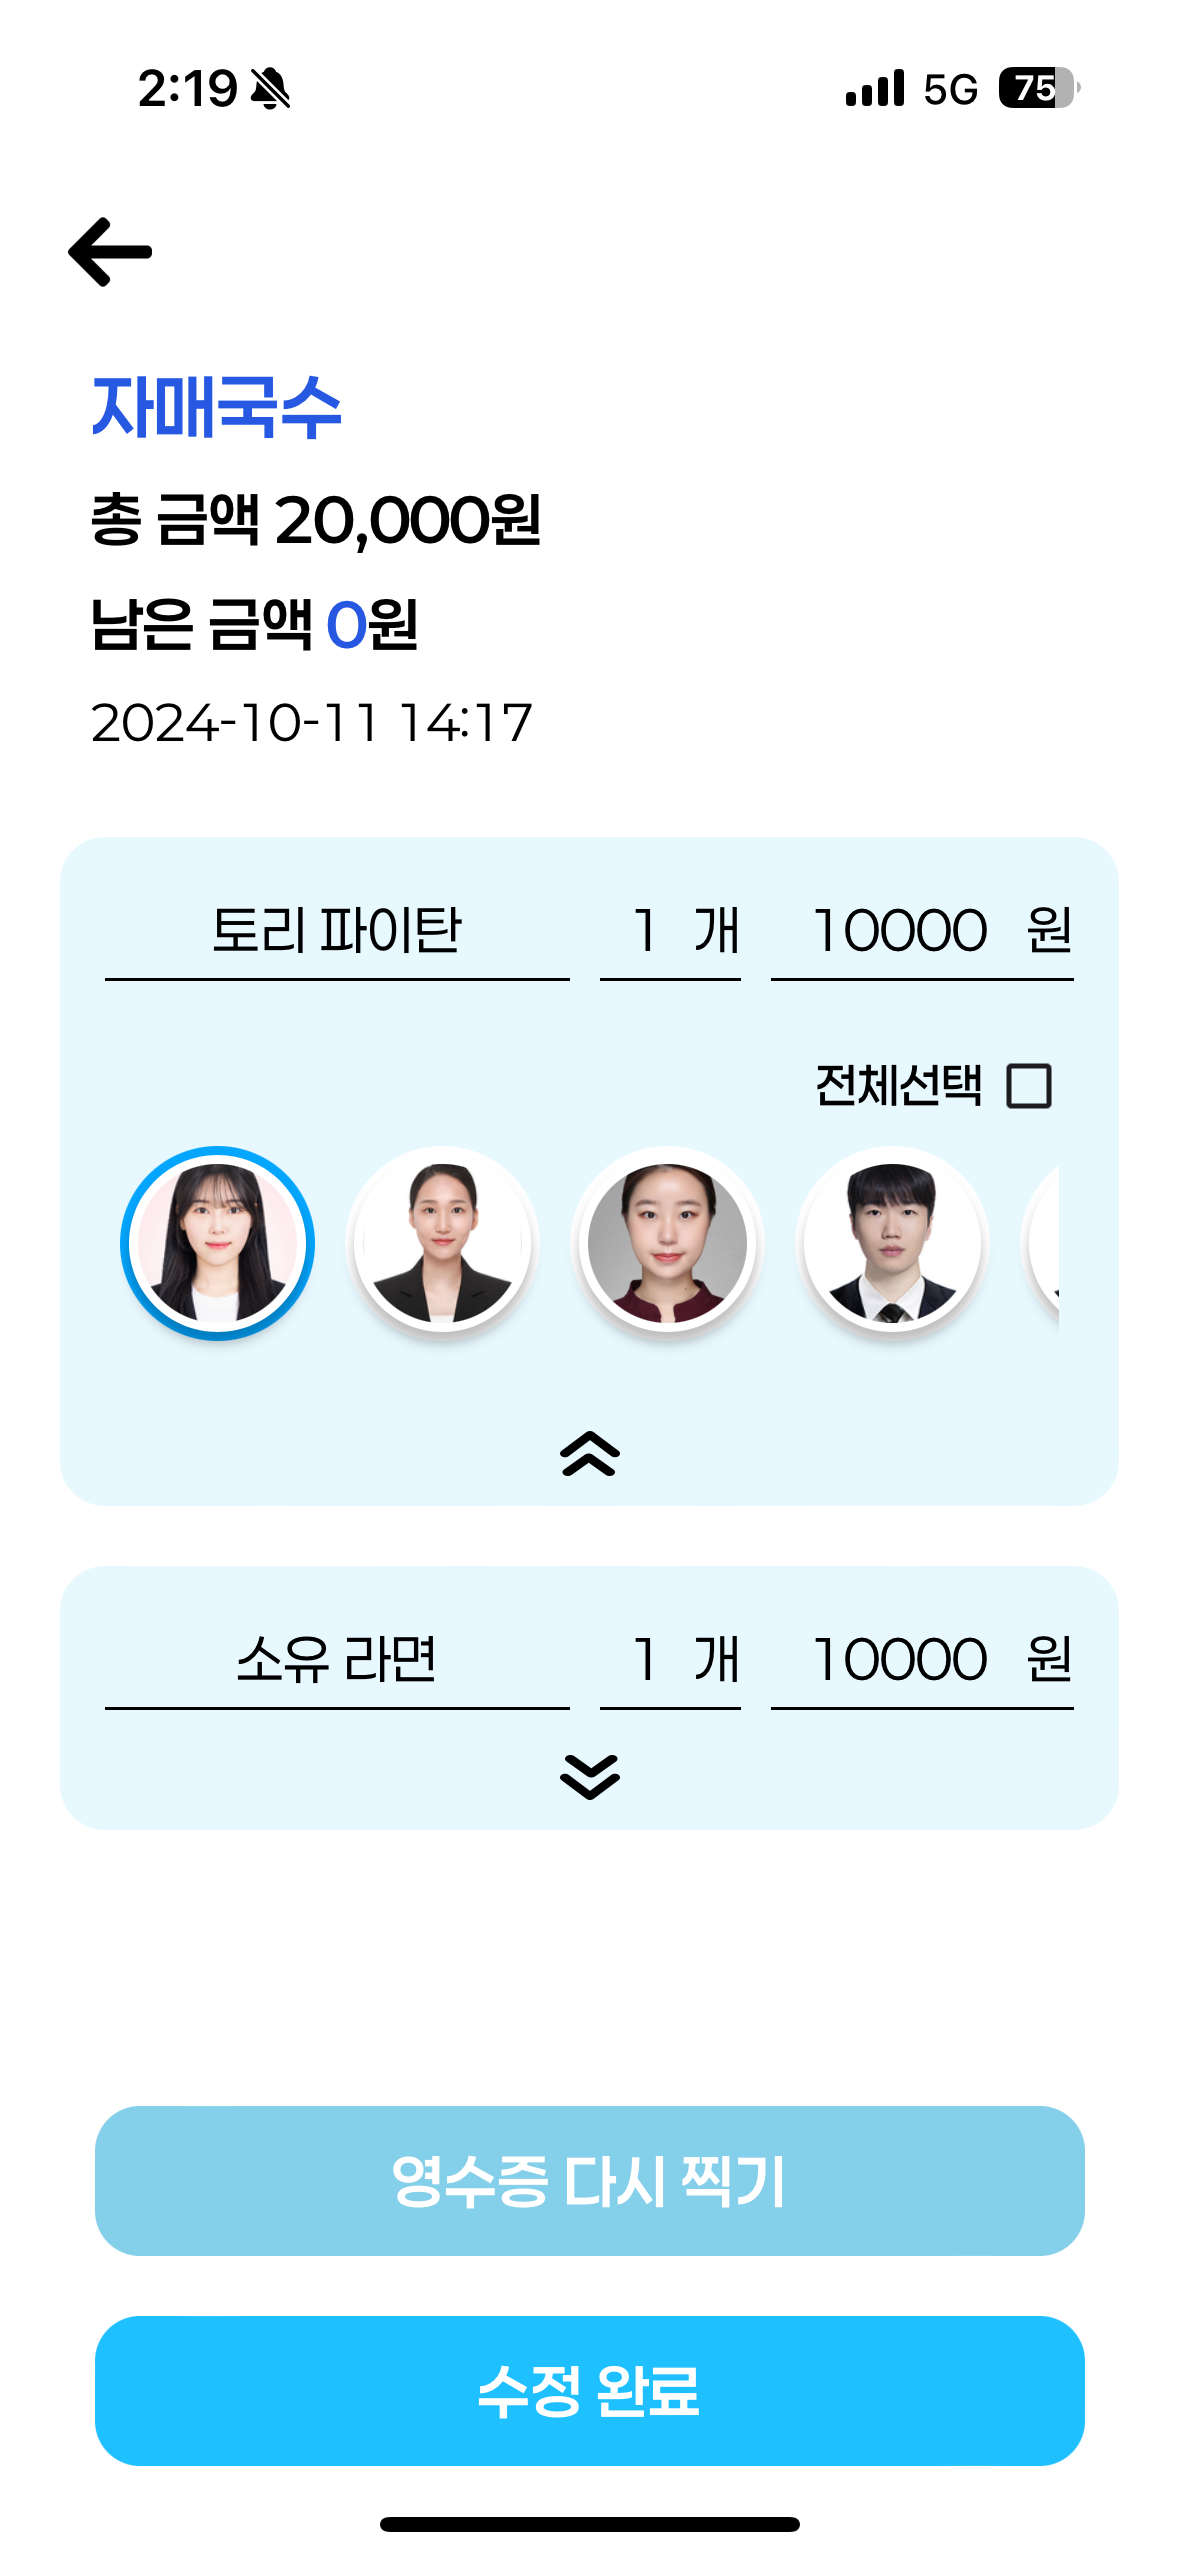 2:19 5G 75
자매국수
총 금액 20,000원
남은 금액 0원
2024-10-11 14:17
토리 파이탄 1 개 10000 원
전체선택
소유 라면 1 개 10000 원
영수증 다시 찍기
수정 완료